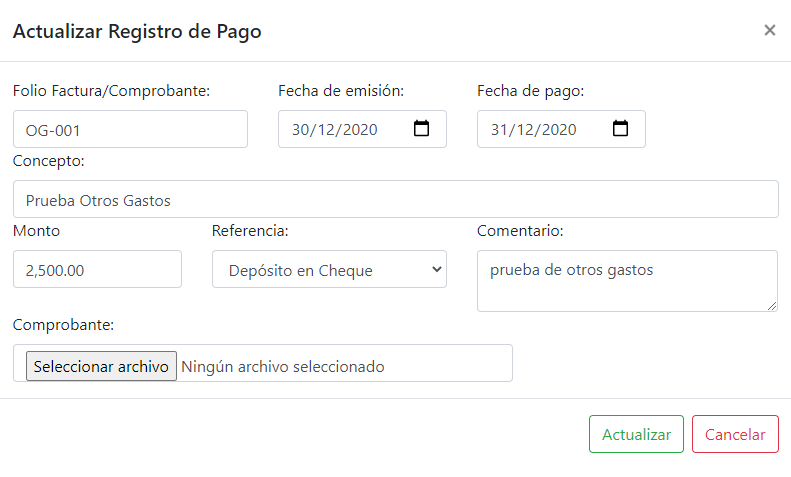 Actualizar Registro de Pago ×
Folio Factura/Comprobante: Fecha de emisión: Fecha de pago:
OG-001 30/12/2020 31/12/2020
Concepto:
Prueba Otros Gastos
Monto Referencia: Comentario:
2,500.00 Depósito en Cheque prueba de otros gastos
Comprobante:
Seleccionar archivo Ningún archivo seleccionado
Actualizar Cancelar